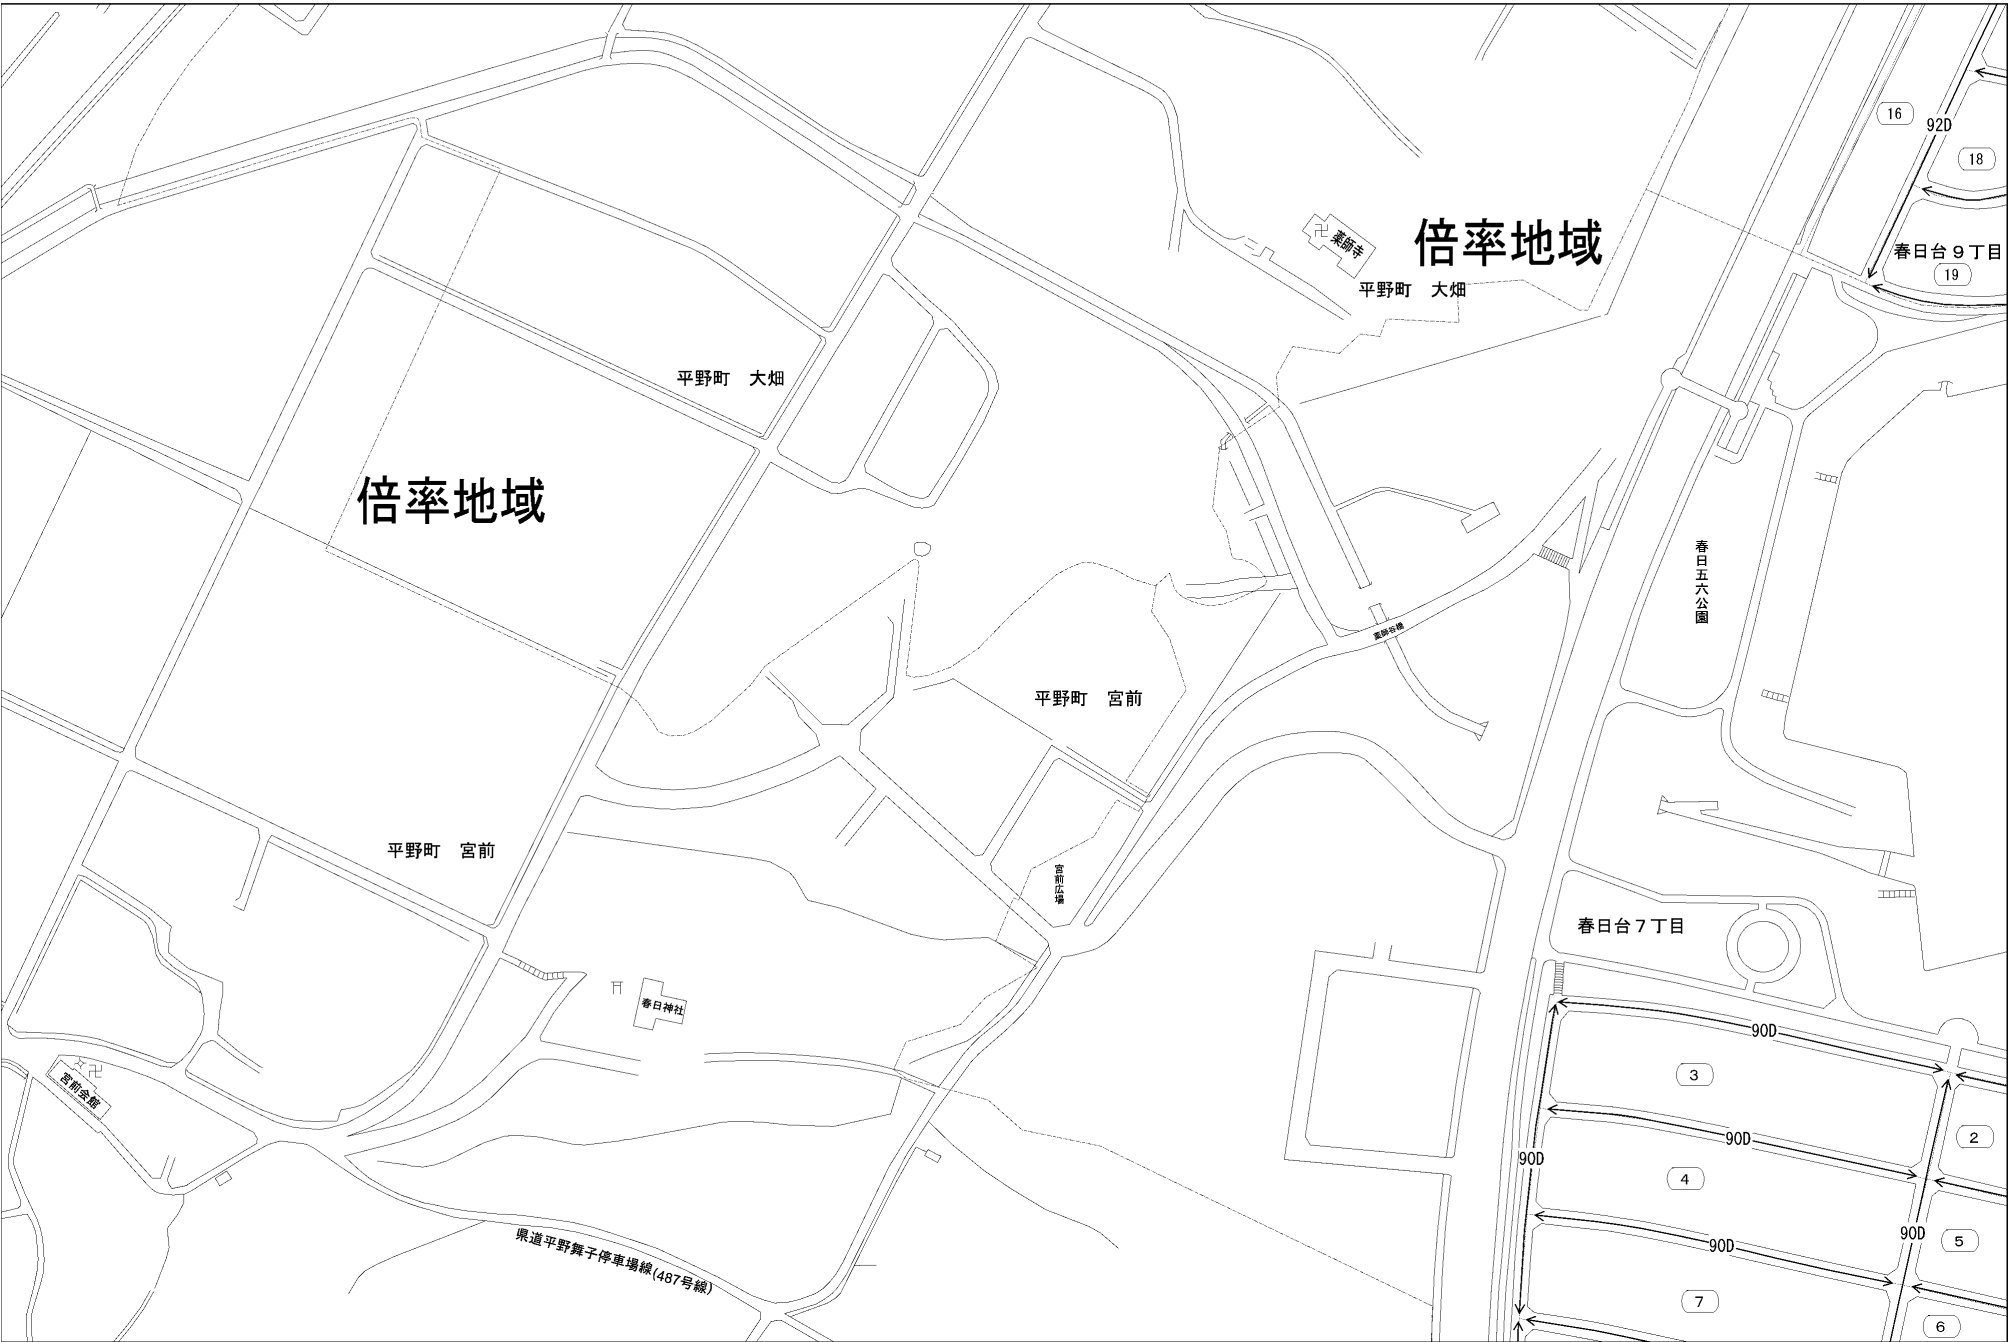 16
92D
18
倍率地域
薬師寺
平野町　大畑
春日台９丁目
19
平野町　大畑
倍率地域
春日五六公園
薬師谷橋
平野町　宮前
平野町　宮前
宮前広場
春日台７丁目
春日神社
90D
3
宮前会館
90D
2
90D
4
90D
5
90D
県道平野舞子停車場線(487号線)
7
6